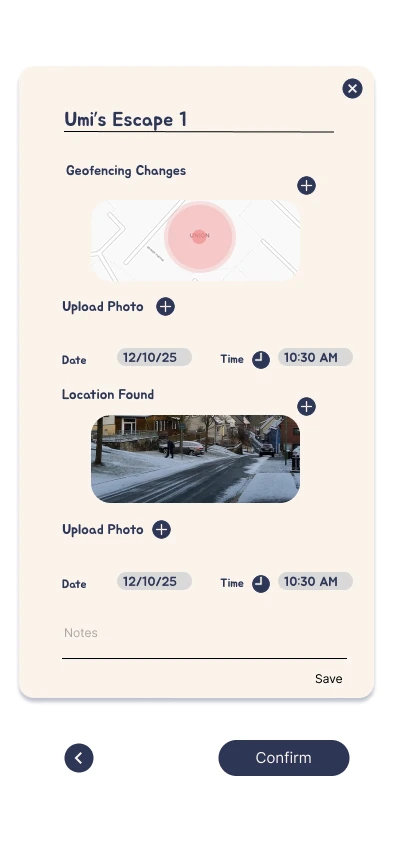 Umi's Escape 1
Geofencing Changes
Upload Photo
Date 12/10/25 Time 10:30 AM
Location Found
Upload Photo
Date 12/10/25 Time 10:30 AM
Notes
Save
Confirm